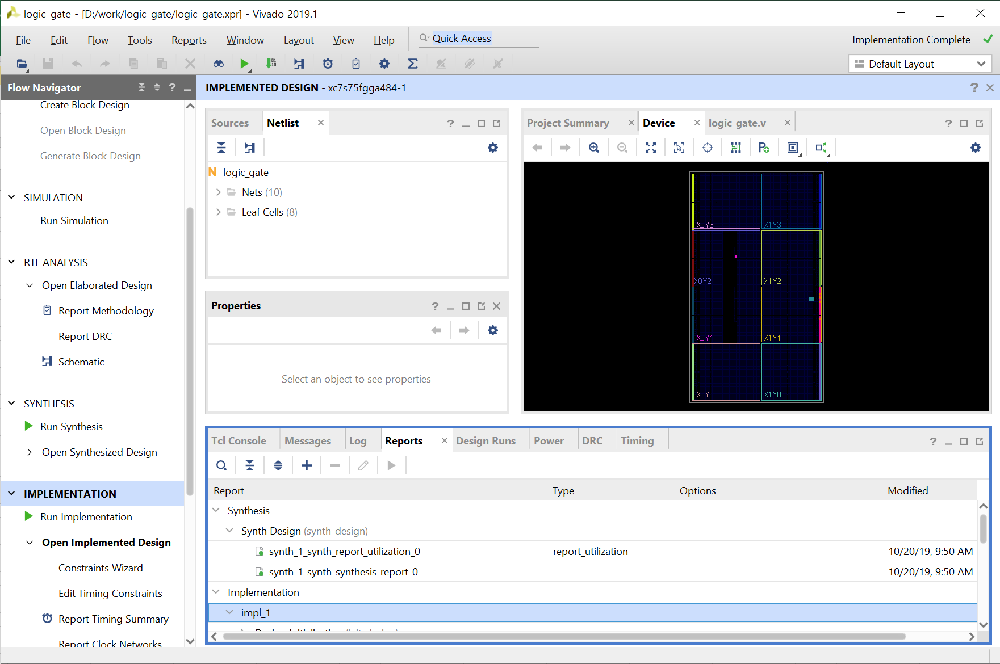 logic_gate - [D:/work/logic_gate/logic_gate.xpr] - Vivado 2019.1
File Edit Flow Tools Reports Window Layout View Help Quick Access
Implementation Complete
Default Layout
Flow Navigator
Create Block Design
Open Block Design
Generate Block Design
SIMULATION
Run Simulation
RTL ANALYSIS
Open Elaborated Design
Report Methodology
Report DRC
Schematic
SYNTHESIS
Run Synthesis
Open Synthesized Design
IMPLEMENTATION
Run Implementation
Open Implemented Design
Constraints Wizard
Edit Timing Constraints
Report Timing Summary
Report Clock Networks
IMPLEMENTED DESIGN - xc7s75fgga484-1
Sources Netlist
N logic_gate
Nets (10)
Leaf Cells (8)
Properties
Select an object to see properties
Project Summary Device logic_gate.v
X0Y3 X1Y3
X0Y2 X1Y2
X0Y1 X1Y1
X0Y0 X1Y0
Tcl Console Messages Log Reports Design Runs Power DRC Timing
Report Type Options Modified
Synthesis
Synth Design (synth_design)
synth_1_synth_report_utilization_0 report_utilization 10/20/19, 9:50 AM
synth_1_synth_synthesis_report_0 10/20/19, 9:50 AM
Implementation
impl_1